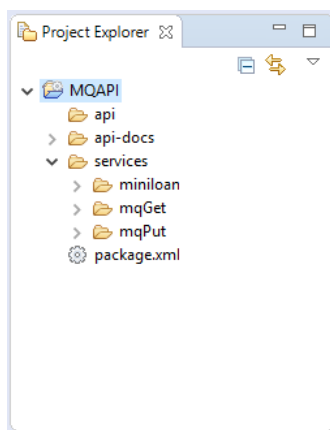 Project Explorer
MQAPI
api
api-docs
services
miniloan
mqGet
mqPut
package.xml